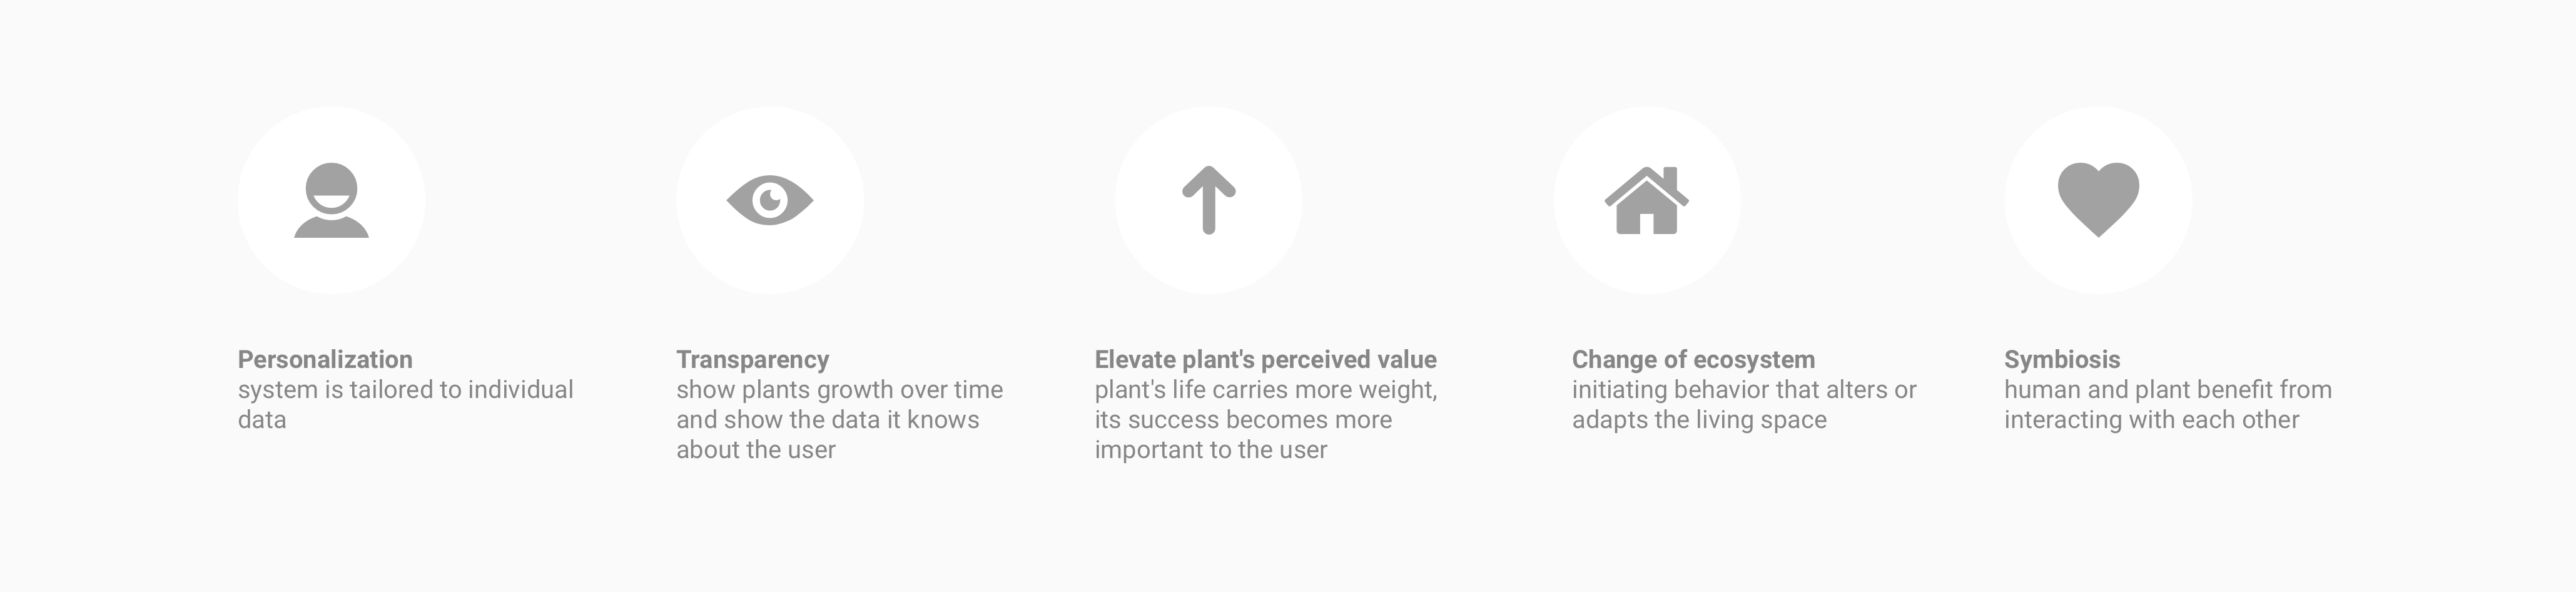 Personalization
system is tailored to individual
data
Transparency
show plants growth over time
and show the data it knows
about the user
Elevate plant's perceived value
plant's life carries more weight,
its success becomes more
important to the user
Change of ecosystem
initiating behavior that alters or
adapts the living space
Symbiosis
human and plant benefit from
interacting with each other